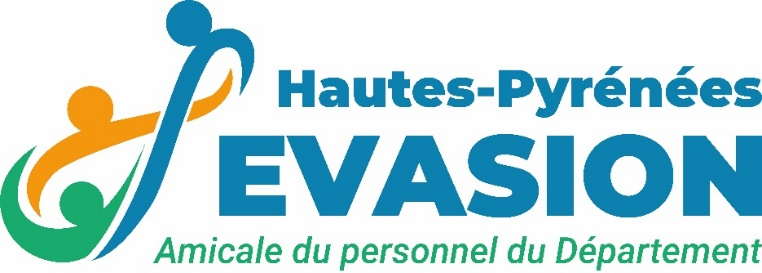 Hautes-Pyrénées
EVASION
Amicale du personnel du Département